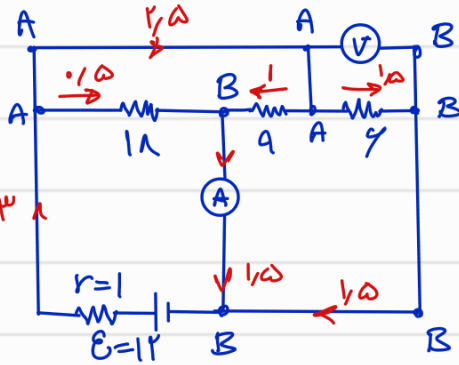 A ۲,۵ A V B
۰,۵ B ۱ ۱,۵
A A B
۱۸ ۹ ۶
A
۳
r=۱ ۱,۵ ۱,۵
ε=۱۲ B B